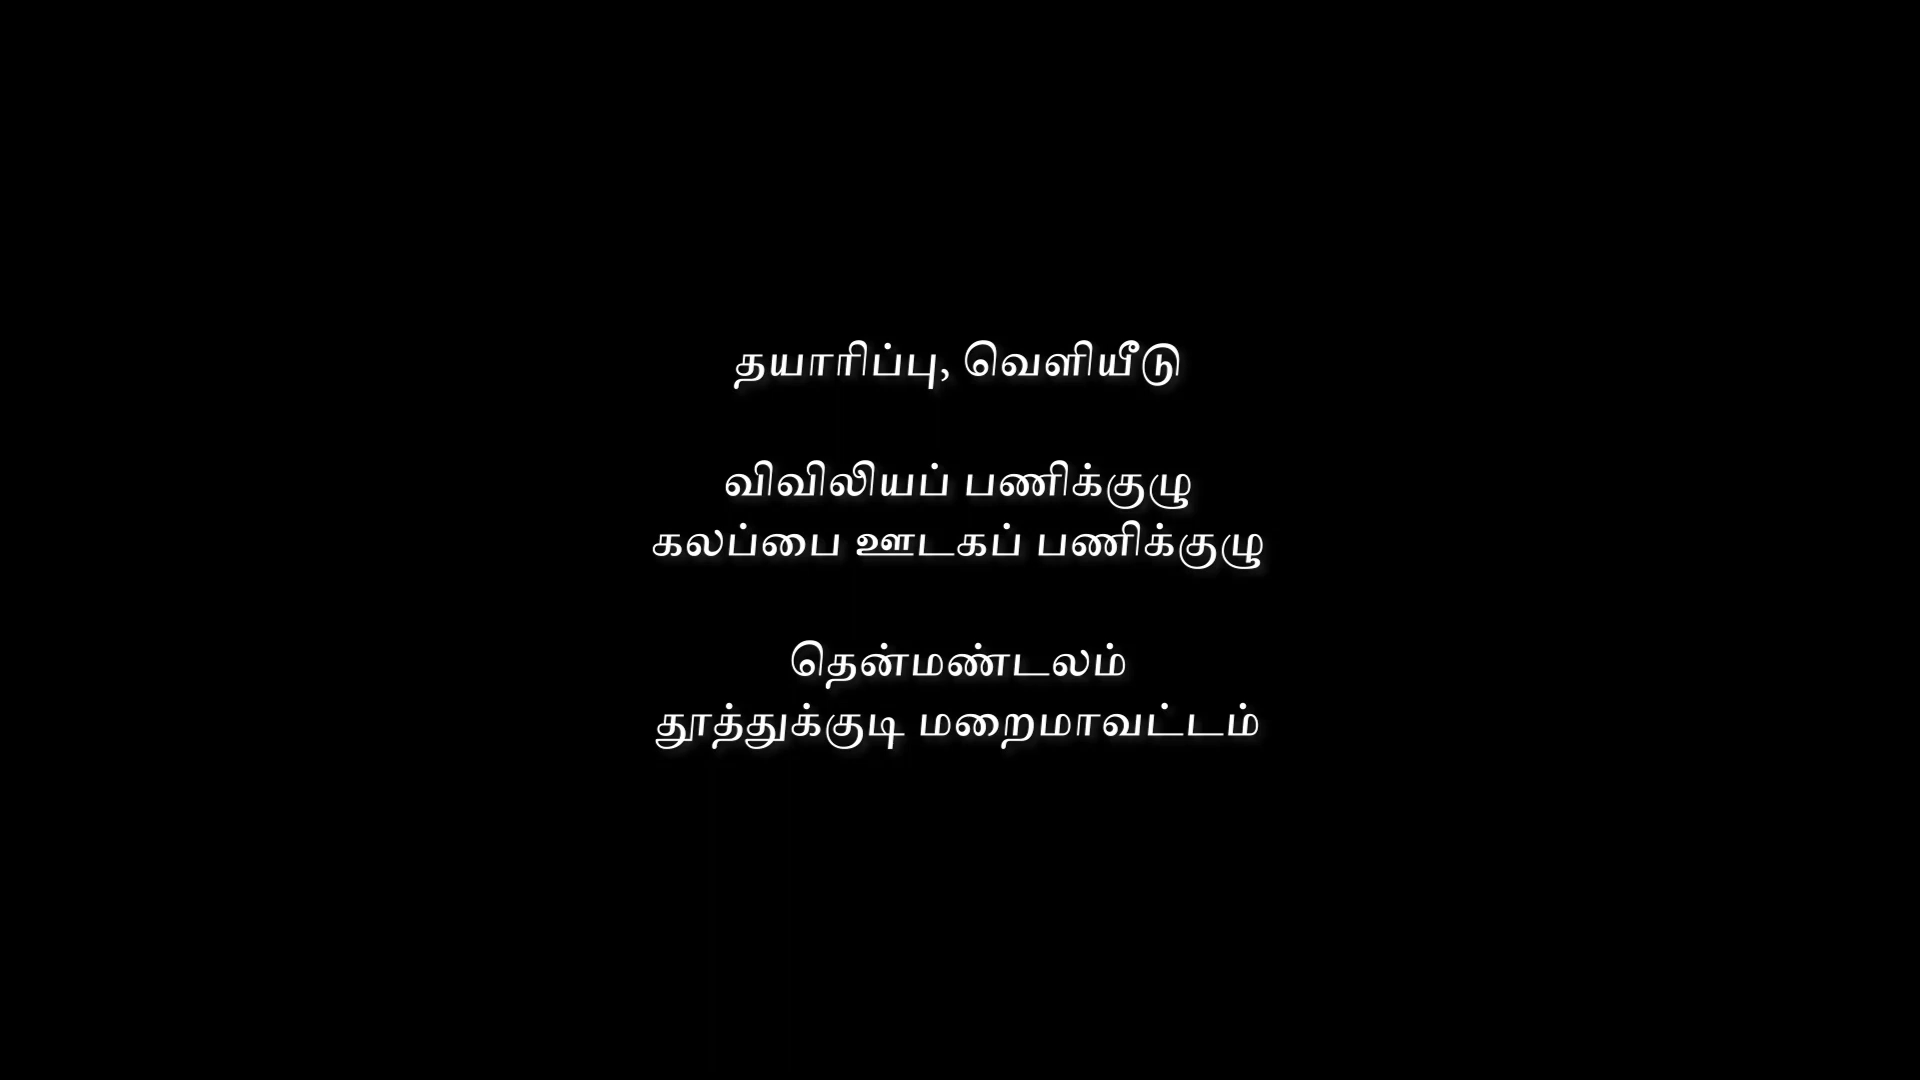 தயாரிப்பு, வெளியீடு
விவிலியப் பணிக்குழு
கலப்பை ஊடகப் பணிக்குழு
தென்மண்டலம்
தூத்துக்குடி மறைமாவட்டம்